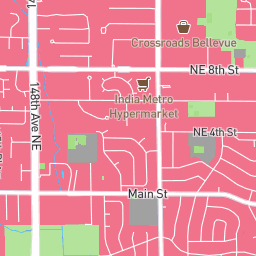 Crossroads Bellevue
NE 8th St
148th Ave NE
India Metro
Hypermarket
NE 4th St
Main St